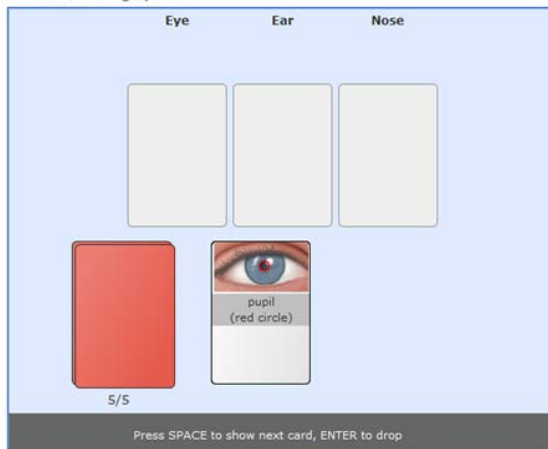 Eye Ear Nose
pupil
(red circle)
5/5
Press SPACE to show next card, ENTER to drop